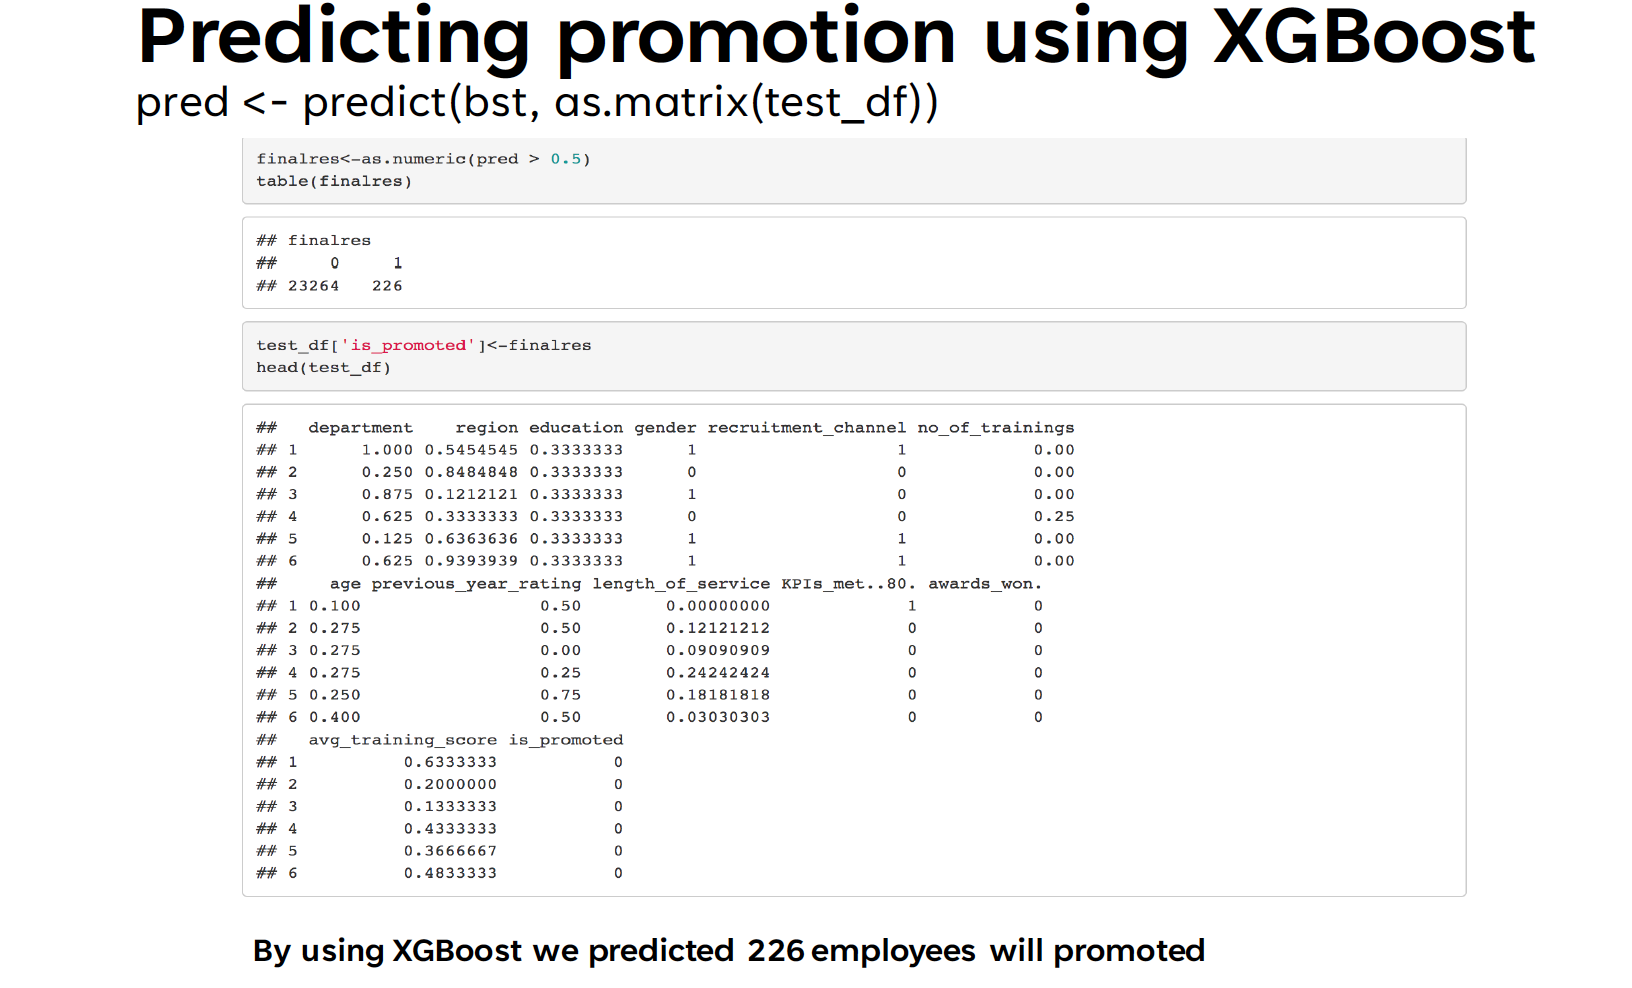 Predicting promotion using XGBoost
pred <- predict(bst, as.matrix(test_df))
finalres<-as.numeric(pred > 0.5)
table(finalres)
## finalres
##     0     1
## 23264   226
test_df['is_promoted']<-finalres
head(test_df)
##   department    region education gender recruitment_channel no_of_trainings
## 1      1.000 0.5454545 0.3333333      1                   1            0.00
## 2      0.250 0.8484848 0.3333333      0                   0            0.00
## 3      0.875 0.1212121 0.3333333      1                   0            0.00
## 4      0.625 0.3333333 0.3333333      0                   0            0.25
## 5      0.125 0.6363636 0.3333333      1                   1            0.00
## 6      0.625 0.9393939 0.3333333      1                   1            0.00
##     age previous_year_rating length_of_service KPIs_met..80. awards_won.
## 1 0.100                 0.50        0.00000000             1           0
## 2 0.275                 0.50        0.12121212             0           0
## 3 0.275                 0.00        0.09090909             0           0
## 4 0.275                 0.25        0.24242424             0           0
## 5 0.250                 0.75        0.18181818             0           0
## 6 0.400                 0.50        0.03030303             0           0
##   avg_training_score is_promoted
## 1          0.6333333           0
## 2          0.2000000           0
## 3          0.1333333           0
## 4          0.4333333           0
## 5          0.3666667           0
## 6          0.4833333           0
By using XGBoost we predicted 226 employees will promoted